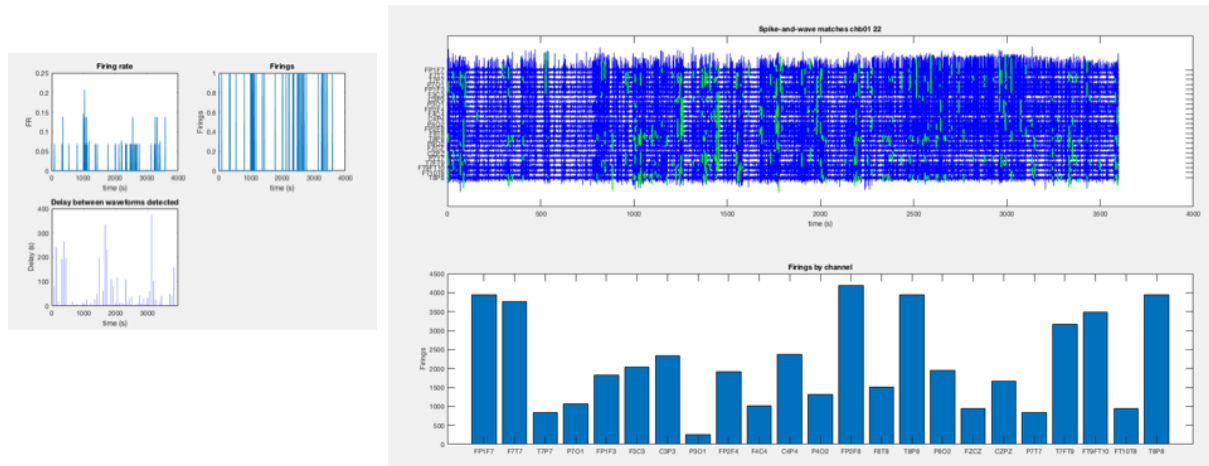 Firing rate
Firings
0.25
0.2
0.15
0.1
0.05
0
FR
0 1000 2000 3000 4000
time (s)
1
0.8
0.6
0.4
0.2
0
Firings
0 1000 2000 3000 4000
time (s)
Delay between waveforms detected
400
300
200
100
0
Delay (s)
0 1000 2000 3000
time (s)
Spike-and-wave matches chb01 22
FP1F7
FT9FT10
FT10T8
T8P8
0 500 1000 1500 2000 2500 3000 3500 4000
time (s)
Firings by channel
4500
4000
3500
3000
2500
2000
1500
1000
500
0
Firings
FP1F7 F7T7 T7P7 P7O1 FP1F3 F3C3 C3P3 P3O1 FP2F4 F4C4 C4P4 P4O2 FP2F8 F8T8 T8P8 P8O2 FZCZ CZPZ P7T7 T7FT9 FT9FT10 FT10T8 T8P8